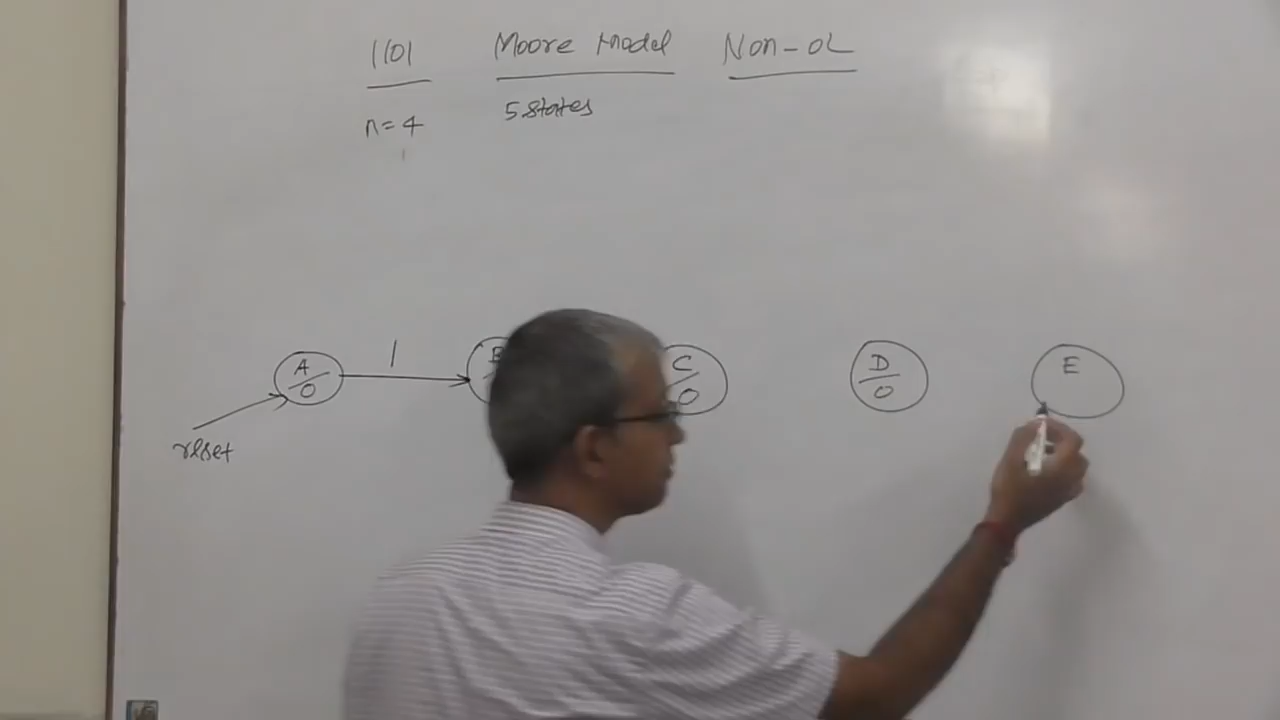 1101 Moore Model Non-OL
n=4 5 states
1
A B C D E
0 0 0
reset